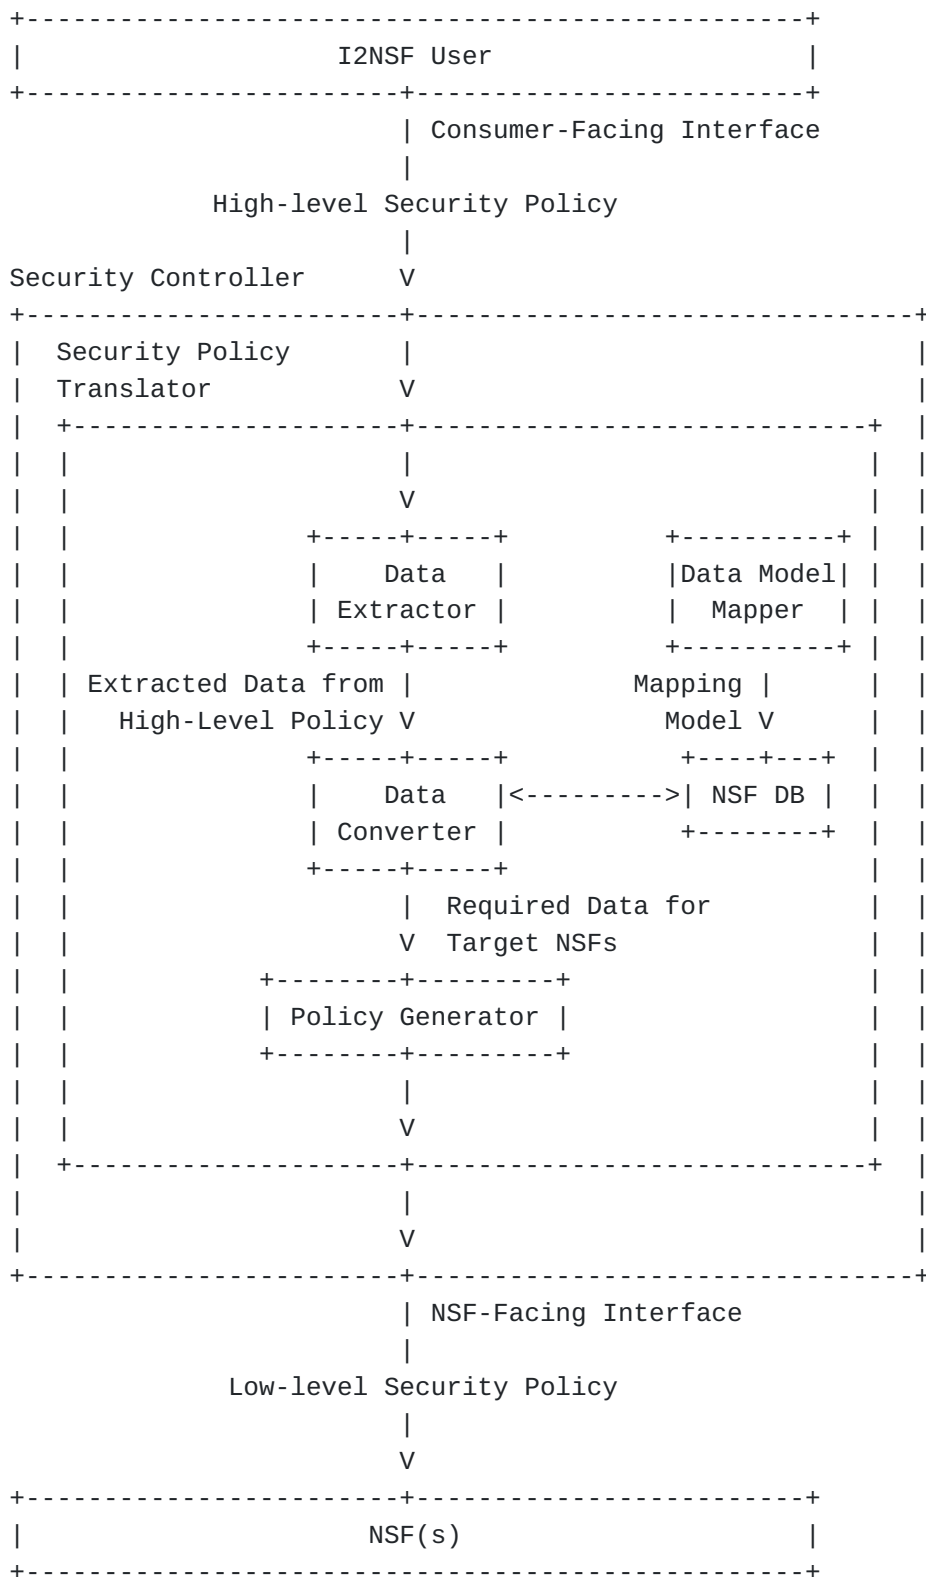 +--------------------------------------------------+
|                    I2NSF User                    |
+------------------------+-------------------------+
                         | Consumer-Facing Interface
                         |
             High-level Security Policy
                         |
Security Controller      V
+------------------------+--------------------------------+
|  Security Policy       |                                |
|  Translator            V                                |
|  +---------------------+-----------------------------+  |
|  |                     |                             |  |
|  |                     V                             |  |
|  |               +-----+-----+          +----------+ |  |
|  |               |    Data   |          |Data Model| |  |
|  |               | Extractor |          |  Mapper  | |  |
|  |               +-----+-----+          +----------+ |  |
|  | Extracted Data from |              Mapping |      |  |
|  |   High-Level Policy V                Model V      |  |
|  |               +-----+-----+           +----+---+  |  |
|  |               |    Data   |<--------->| NSF DB |  |  |
|  |               | Converter |           +--------+  |  |
|  |               +-----+-----+                       |  |
|  |                     |  Required Data for          |  |
|  |                     V  Target NSFs                |  |
|  |            +--------+---------+                   |  |
|  |            | Policy Generator |                   |  |
|  |            +--------+---------+                   |  |
|  |                     |                             |  |
|  |                     V                             |  |
|  +---------------------+-----------------------------+  |
|                        |                                |
|                        V                                |
+------------------------+--------------------------------+
                         | NSF-Facing Interface
                         |
              Low-level Security Policy
                         |
                         V
+------------------------+-------------------------+
|                      NSF(s)                      |
+--------------------------------------------------+